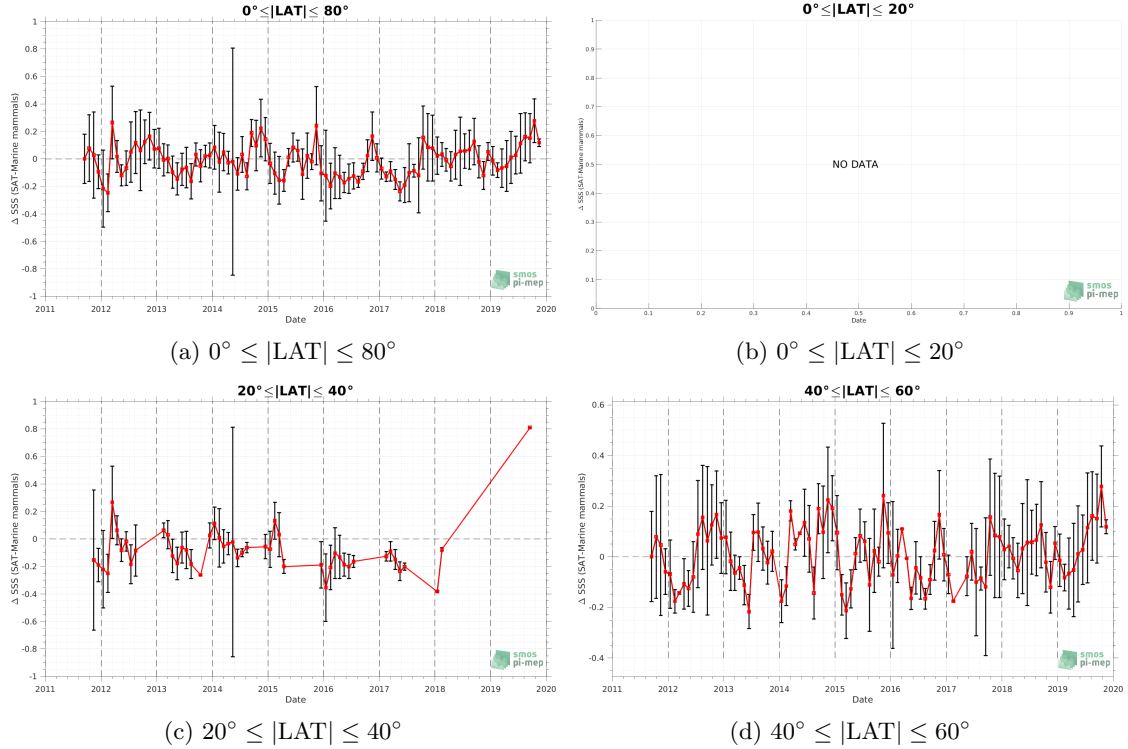 0°≤|LAT|≤ 80°
1
0.8
0.6
0.4
0.2
0
-0.2
-0.4
-0.6
-0.8
-1
Δ SSS (SAT-Marine mammals)
2011 2012 2013 2014 2015 2016 2017 2018 2019 2020
Date
smos
pi-mep
(a) 0° ≤ |LAT| ≤ 80°
0°≤|LAT|≤ 20°
1
0.9
0.8
0.7
0.6
0.5
0.4
0.3
0.2
0.1
0
Δ SSS (SAT-Marine mammals)
NO DATA
0 0.1 0.2 0.3 0.4 0.5 0.6 0.7 0.8 0.9 1
Date
smos
pi-mep
(b) 0° ≤ |LAT| ≤ 20°
20°≤|LAT|≤ 40°
1
0.8
0.6
0.4
0.2
0
-0.2
-0.4
-0.6
-0.8
-1
Δ SSS (SAT-Marine mammals)
2011 2012 2013 2014 2015 2016 2017 2018 2019 2020
Date
smos
pi-mep
(c) 20° ≤ |LAT| ≤ 40°
40°≤|LAT|≤ 60°
0.6
0.4
0.2
0
-0.2
-0.4
Δ SSS (SAT-Marine mammals)
2011 2012 2013 2014 2015 2016 2017 2018 2019 2020
Date
smos
pi-mep
(d) 40° ≤ |LAT| ≤ 60°